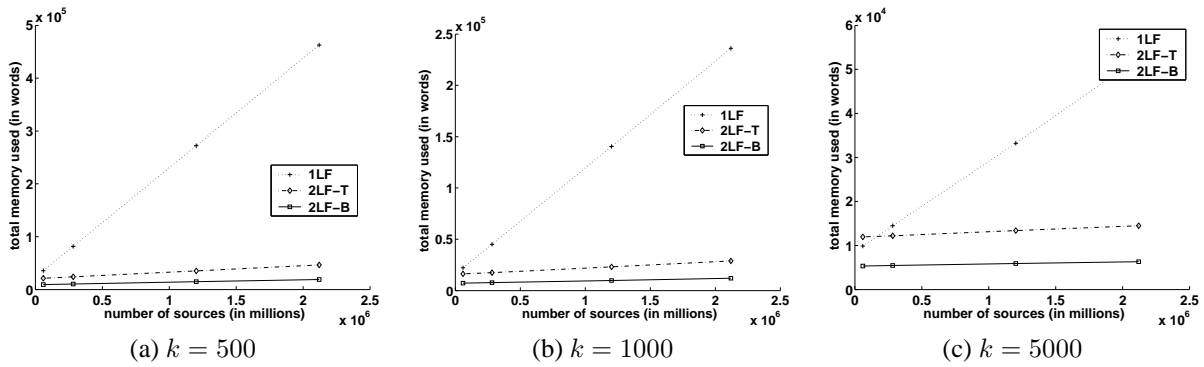 x 10^5
5
4
3
2
1
0
0 0.5 1 1.5 2 2.5
x 10^6
total memory used (in words)
number of sources (in millions)
1LF
2LF-T
2LF-B
(a) k = 500
x 10^5
2.5
2
1.5
1
0.5
0
0 0.5 1 1.5 2 2.5
x 10^6
total memory used (in words)
number of sources (in millions)
1LF
2LF-T
2LF-B
(b) k = 1000
x 10^4
6
5
4
3
2
1
0
0 0.5 1 1.5 2 2.5
x 10^6
total memory used (in words)
number of sources (in millions)
1LF
2LF-T
2LF-B
(c) k = 5000